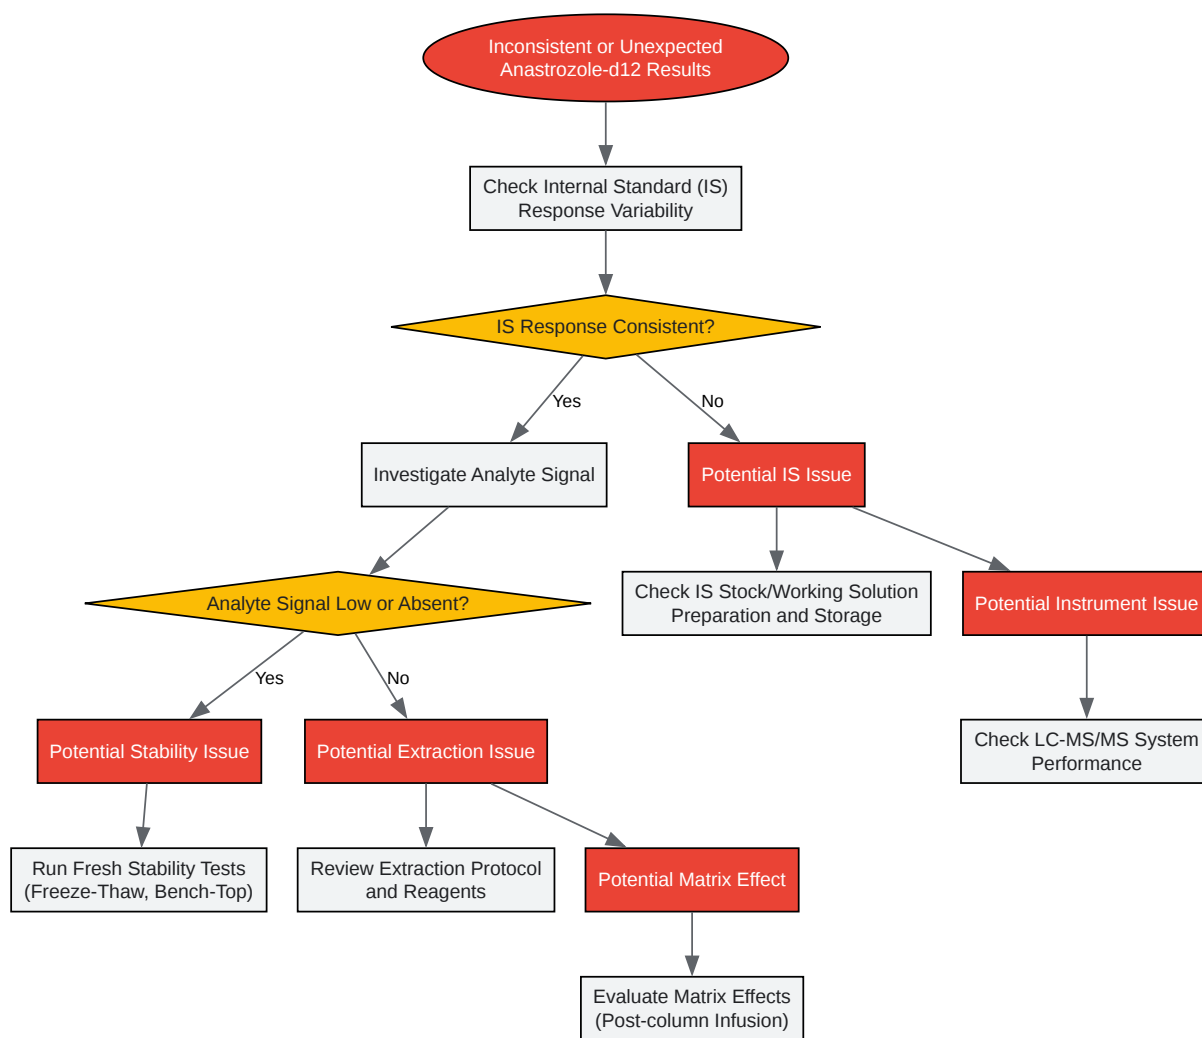 Inconsistent or Unexpected
Anastrozole-d12 Results
Check Internal Standard (IS)
Response Variability
IS Response Consistent?
Yes
No
Investigate Analyte Signal
Potential IS Issue
Analyte Signal Low or Absent?
Check IS Stock/Working Solution
Preparation and Storage
Potential Instrument Issue
Yes
No
Potential Stability Issue
Potential Extraction Issue
Check LC-MS/MS System
Performance
Run Fresh Stability Tests
(Freeze-Thaw, Bench-Top)
Review Extraction Protocol
and Reagents
Potential Matrix Effect
Evaluate Matrix Effects
(Post-column Infusion)